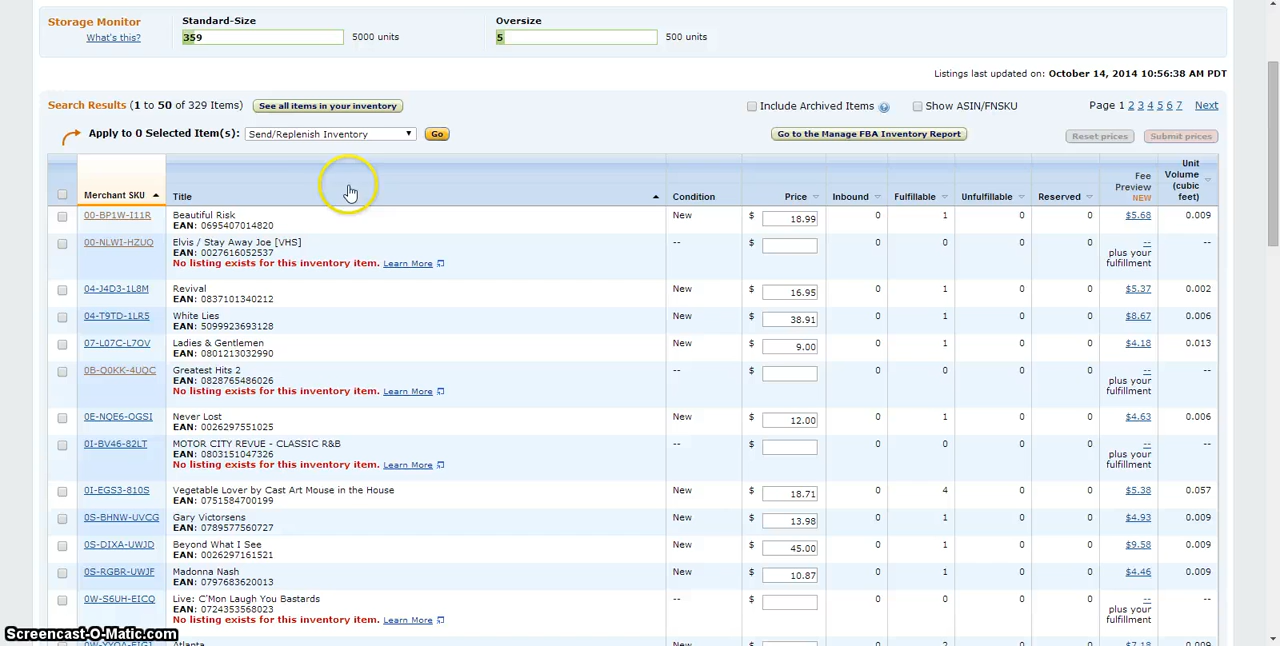 Storage Monitor
What's this?
Standard-Size
359 5000 units
Oversize
5 500 units
Listings last updated on: October 14, 2014 10:56:38 AM PDT
Search Results (1 to 50 of 329 Items) See all items in your inventory Include Archived Items Show ASIN/FNSKU Page 1 2 3 4 5 6 7 Next
Apply to 0 Selected Item(s): Send/Replenish Inventory Go Go to the Manage FBA Inventory Report Reset prices Submit prices
Merchant SKU Title Condition Price Inbound Fulfillable Unfulfillable Reserved Fee Preview NEW Unit Volume (cubic feet)
00-BP1W-I11R Beautiful Risk New $ 18.99 0 1 0 0 $5.68 0.009
EAN: 0695407014820
00-NLWI-HZUO Elvis / Stay Away Joe [VHS] -- $ 0 0 0 0 -- --
EAN: 0027616052537 plus your
No listing exists for this inventory item. Learn More fulfillment
04-J4D3-1L8M Revival New $ 16.95 0 1 0 0 $5.37 0.002
EAN: 0837101340212
04-T9TD-1LR5 White Lies New $ 38.91 0 1 0 0 $8.67 0.006
EAN: 5099923693128
07-L07C-L7OV Ladies & Gentlemen New $ 9.00 0 1 0 0 $4.18 0.013
EAN: 0801213032990
0B-O0KK-4UOC Greatest Hits 2 -- $ 0 0 0 0 -- --
EAN: 0828765486026 plus your
No listing exists for this inventory item. Learn More fulfillment
0E-NQE6-OGSI Never Lost New $ 12.00 0 1 0 0 $4.63 0.006
EAN: 0026297551025
0I-BV46-82LT MOTOR CITY REVUE - CLASSIC R&B -- $ 0 0 0 0 -- --
EAN: 0803151047326 plus your
No listing exists for this inventory item. Learn More fulfillment
0I-EGS3-810S Vegetable Lover by Cast Art Mouse in the House New $ 18.71 0 4 0 0 $5.38 0.057
EAN: 0751584700199
0S-BHNW-UVCG Gary Victorsens New $ 13.98 0 1 0 0 $4.93 0.009
EAN: 0789577560727
0S-DIXA-UWJD Beyond What I See New $ 45.00 0 1 0 0 $9.58 0.009
EAN: 0026297161521
0S-RGBR-UWJF Madonna Nash New $ 10.87 0 1 0 0 $4.46 0.009
EAN: 0797683620013
0W-S6UH-EICQ Live: C'Mon Laugh You Bastards -- $ 0 0 0 0 -- --
EAN: 0724353568023 plus your
No listing exists for this inventory item. Learn More fulfillment
Atlanta New $ 0 2 0 0 $7.18 0.009
Screencast-O-Matic.com